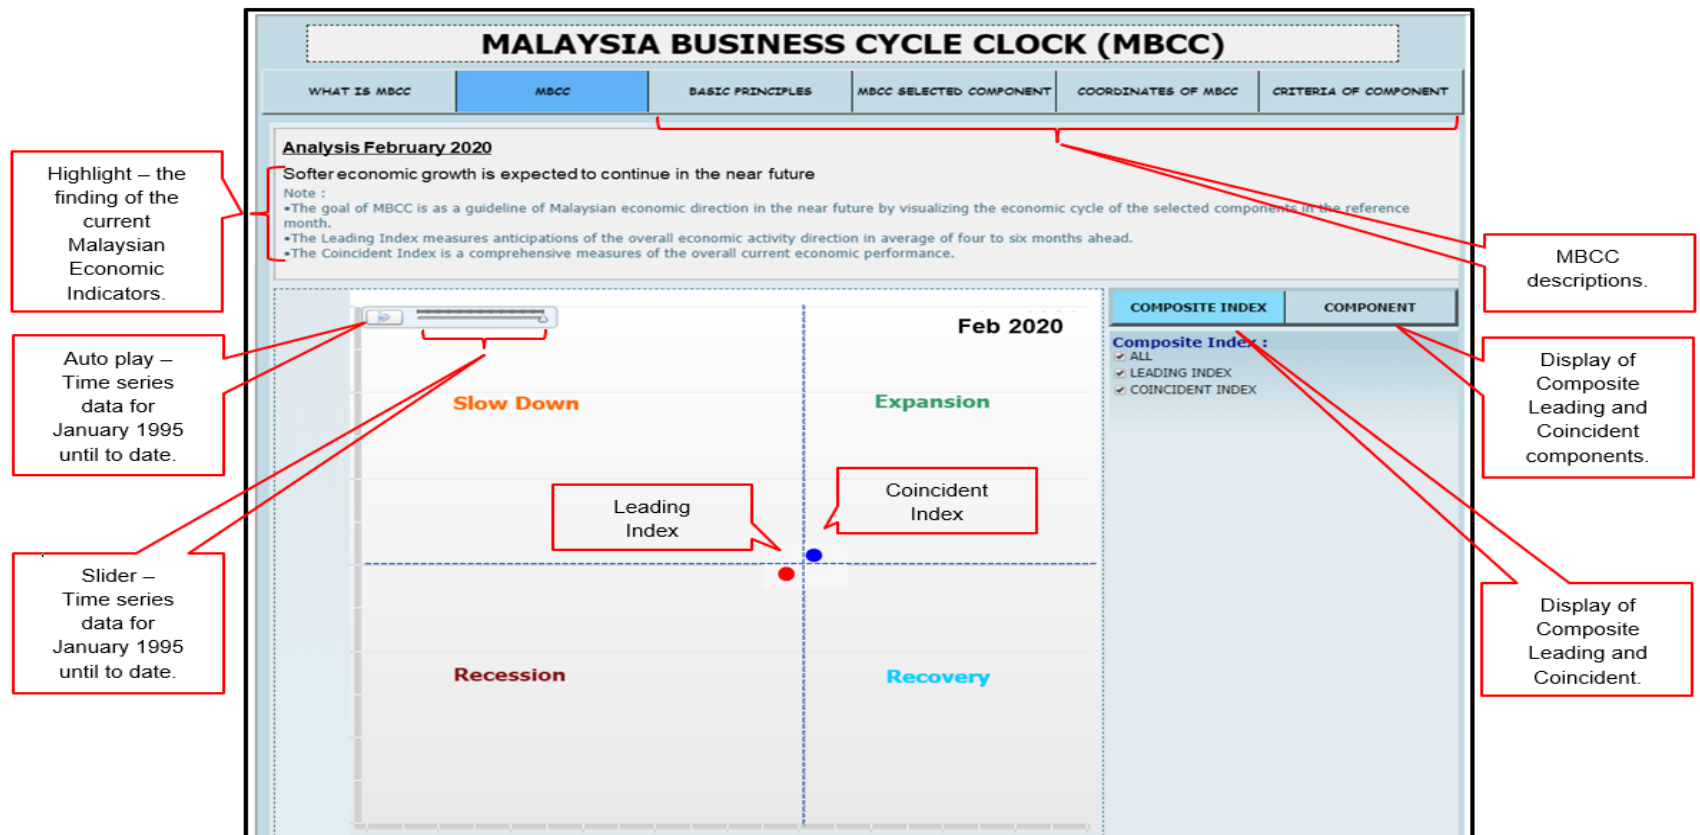 MALAYSIA BUSINESS CYCLE CLOCK (MBCC)
WHAT IS MBCC
MBCC
BASIC PRINCIPLES
MBCC SELECTED COMPONENT
COORDINATES OF MBCC
CRITERIA OF COMPONENT
Analysis February 2020
Softer economic growth is expected to continue in the near future
Note :
•The goal of MBCC is as a guideline of Malaysian economic direction in the near future by visualizing the economic cycle of the selected components in the reference
month.
•The Leading Index measures anticipations of the overall economic activity direction in average of four to six months ahead.
•The Coincident Index is a comprehensive measures of the overall current economic performance.
Highlight – the
finding of the
current
Malaysian
Economic
Indicators.
MBCC
descriptions.
Feb 2020
COMPOSITE INDEX
COMPONENT
Composite Index :
ALL
LEADING INDEX
COINCIDENT INDEX
Auto play –
Time series
data for
January 1995
until to date.
Display of
Composite
Leading and
Coincident
components.
Slow Down
Expansion
Leading
Index
Coincident
Index
Slider –
Time series
data for
January 1995
until to date.
Display of
Composite
Leading and
Coincident.
Recession
Recovery